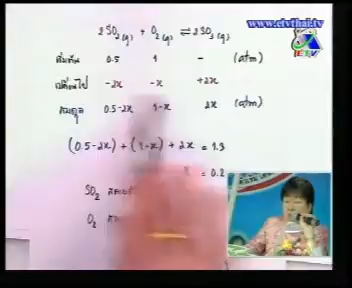 www.etvthai.tv
2SO₂(g) + O₂(g) ⇌ 2SO₃(g)
ETV
เริ่มต้น 0.5 1 - (atm)
เปลี่ยนไป -2x -x +2x
สมดุล 0.5-2x 1-x 2x (atm)
(0.5-2x) + (1-x) + 2x = 1.3
x = 0.2
SO₂
O₂